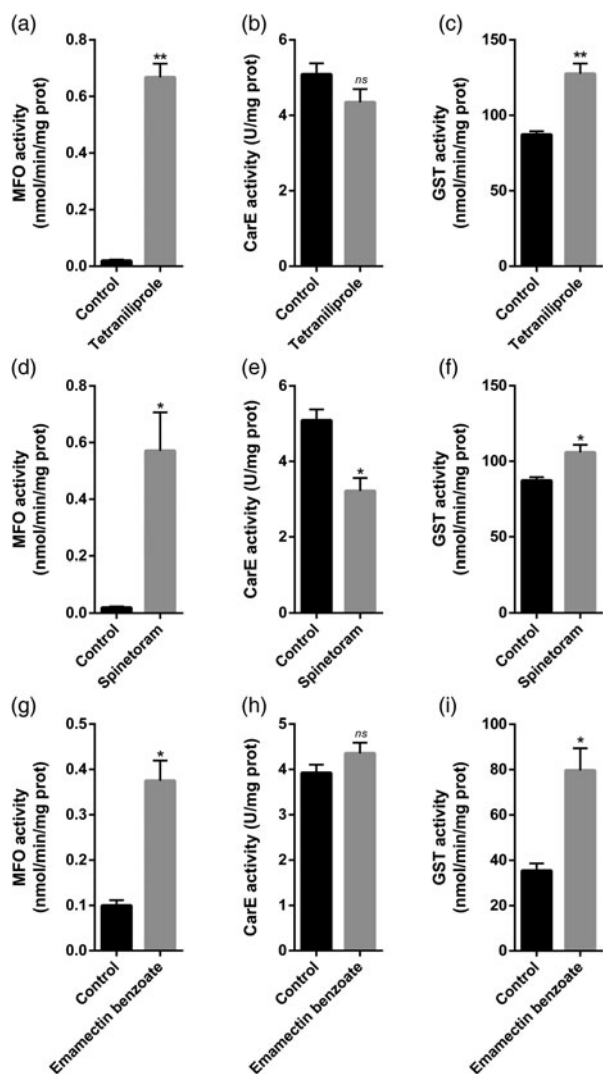 (a)
MFO activity
(nmol/min/mg prot)
0.8
0.6
0.4
0.2
0.0
**
Control
Tetraniliprole
(b)
CarE activity (U/mg prot)
6
4
2
0
ns
Control
Tetraniliprole
(c)
GST activity
(nmol/min/mg prot)
150
100
50
0
**
Control
Tetraniliprole
(d)
MFO activity
(nmol/min/mg prot)
0.8
0.6
0.4
0.2
0.0
*
Control
Spinetoram
(e)
CarE activity (U/mg prot)
6
4
2
0
*
Control
Spinetoram
(f)
GST activity
(nmol/min/mg prot)
150
100
50
0
*
Control
Spinetoram
(g)
MFO activity
(nmol/min/mg prot)
0.5
0.4
0.3
0.2
0.1
0.0
*
Control
Emamectin benzoate
(h)
CarE activity (U/mg prot)
5
4
3
2
1
0
ns
Control
Emamectin benzoate
(i)
GST activity
(nmol/min/mg prot)
80
60
40
20
0
*
Control
Emamectin benzoate